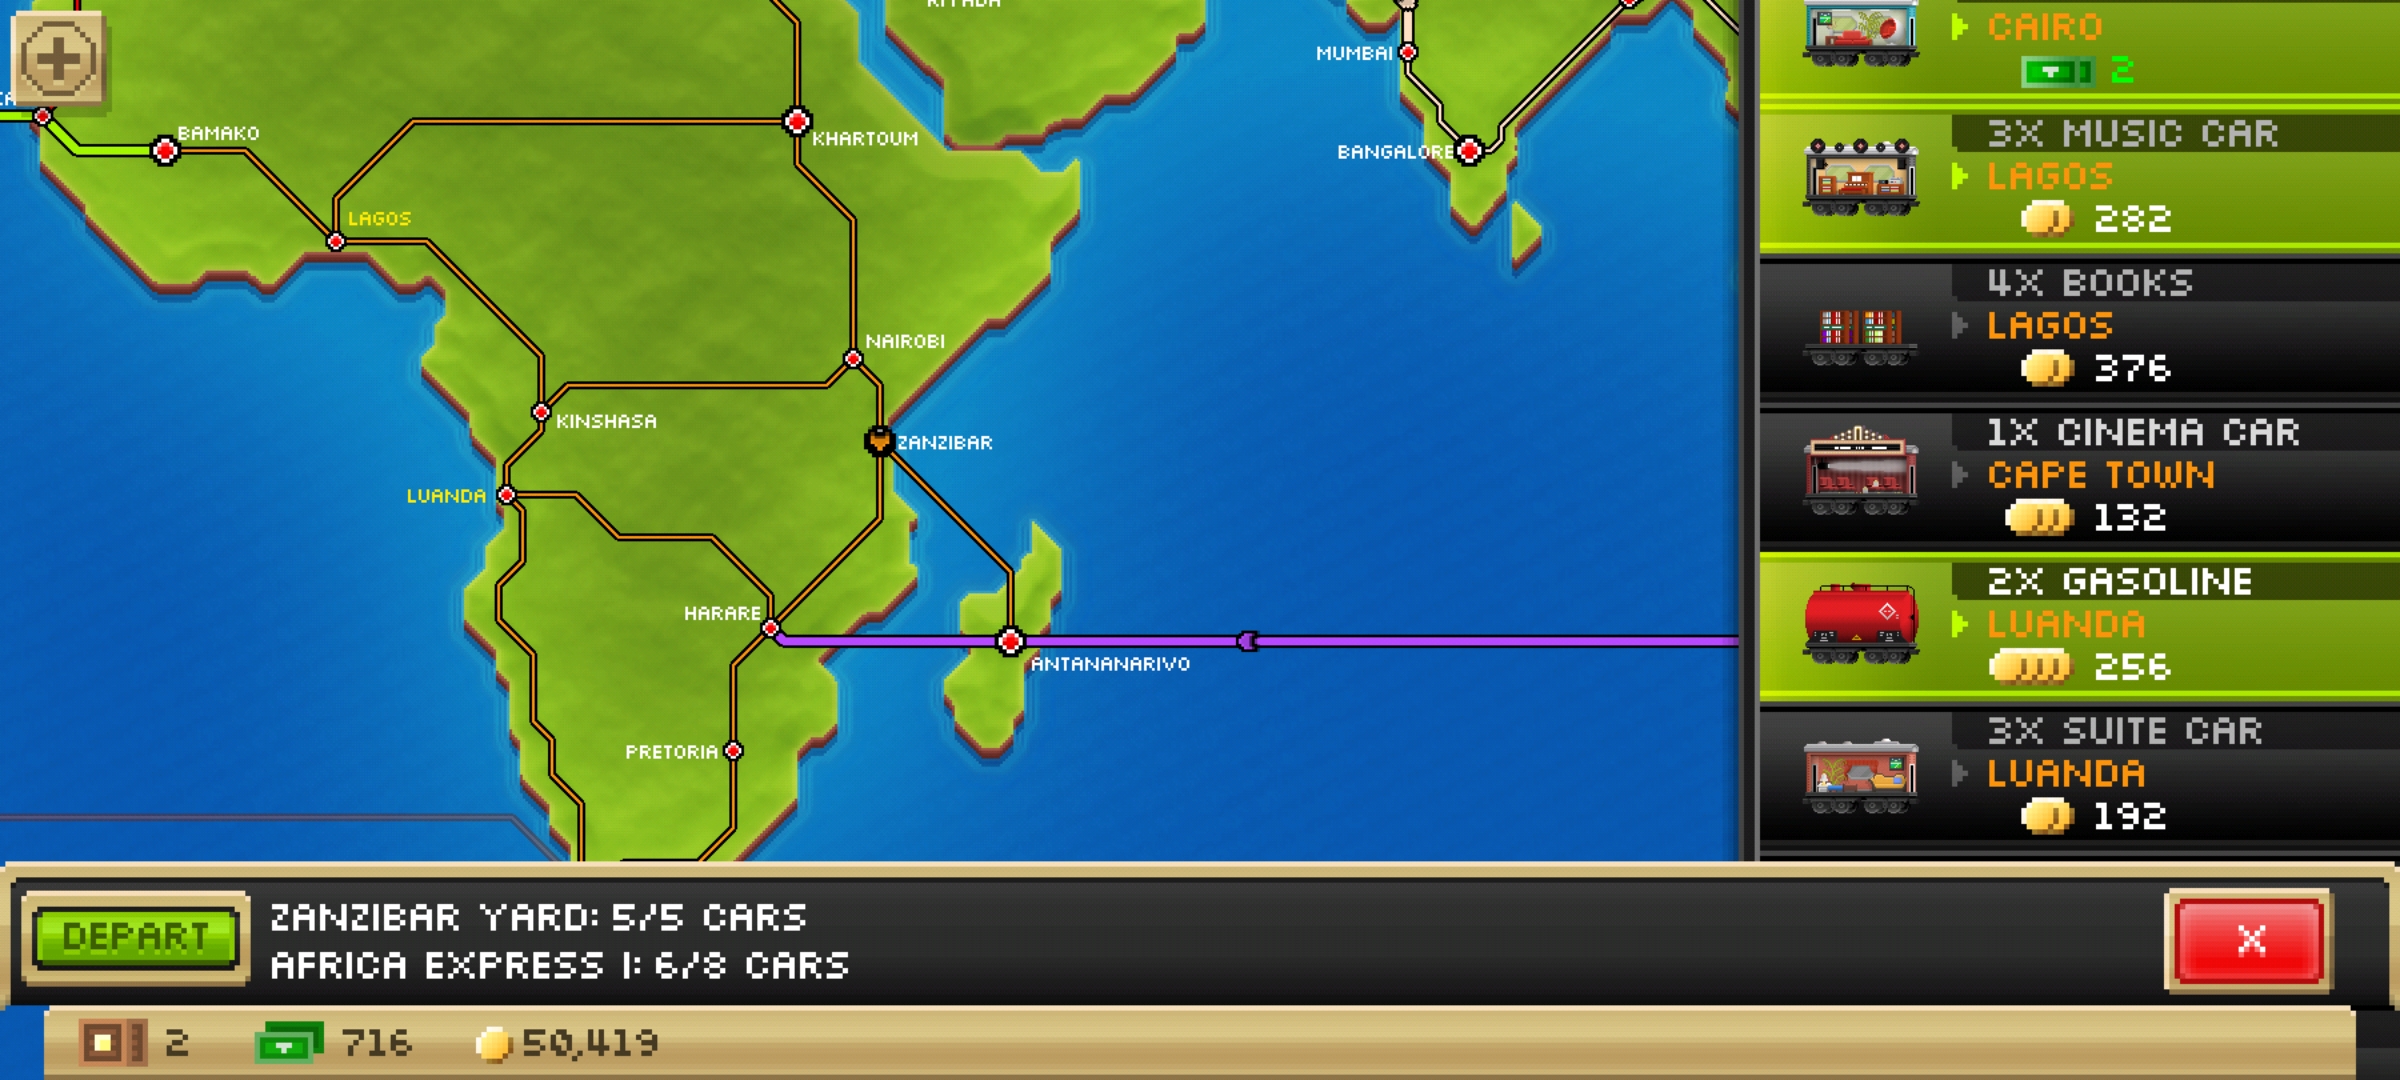 MUMBAI
BAMAKO
KHARTOUM
BANGALORE
LAGOS
NAIROBI
KINSHASA
ZANZIBAR
LUANDA
HARARE
ANTANANARIVO
PRETORIA
CAIRO
2
3X MUSIC CAR
LAGOS
282
4X BOOKS
LAGOS
376
1X CINEMA CAR
CAPE TOWN
132
2X GASOLINE
LUANDA
256
3X SUITE CAR
LUANDA
192
DEPART
ZANZIBAR YARD: 5/5 CARS
AFRICA EXPRESS I: 6/8 CARS
X
2
716
50,419